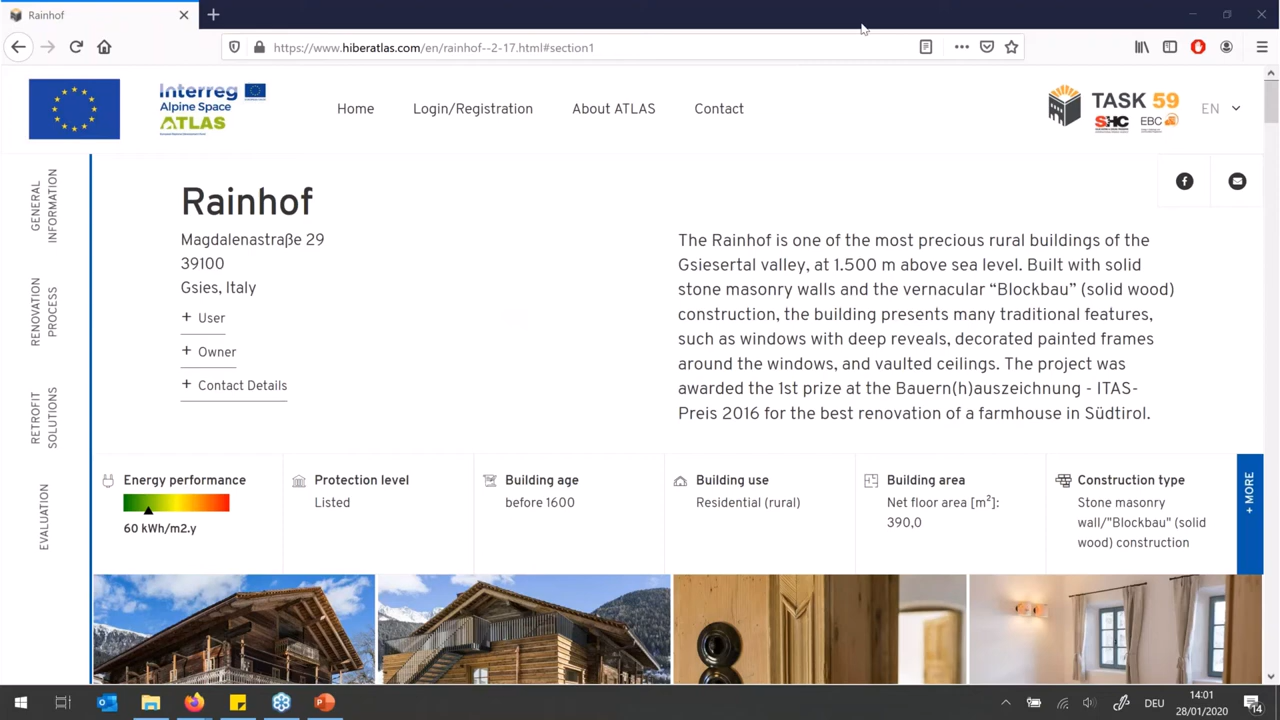 Rainhof
https://www.hiberatlas.com/en/rainhof--2-17.html#section1
Interreg
Alpine Space
ATLAS
Home
Login/Registration
About ATLAS
Contact
TASK 59
SHC
EBC
EN
GENERAL
INFORMATION
RENOVATION
PROCESS
RETROFIT
SOLUTIONS
EVALUATION
Rainhof
Magdalenastraße 29
39100
Gsies, Italy
+ User
+ Owner
+ Contact Details
The Rainhof is one of the most precious rural buildings of the
Gsiesertal valley, at 1.500 m above sea level. Built with solid
stone masonry walls and the vernacular “Blockbau” (solid wood)
construction, the building presents many traditional features,
such as windows with deep reveals, decorated painted frames
around the windows, and vaulted ceilings. The project was
awarded the 1st prize at the Bauern(h)auszeichnung - ITAS-
Preis 2016 for the best renovation of a farmhouse in Südtirol.
Energy performance
60 kWh/m2.y
Protection level
Listed
Building age
before 1600
Building use
Residential (rural)
Building area
Net floor area [m²]:
390,0
Construction type
Stone masonry
wall/"Blockbau" (solid
wood) construction
+ MORE
DEU
14:01
28/01/2020
14